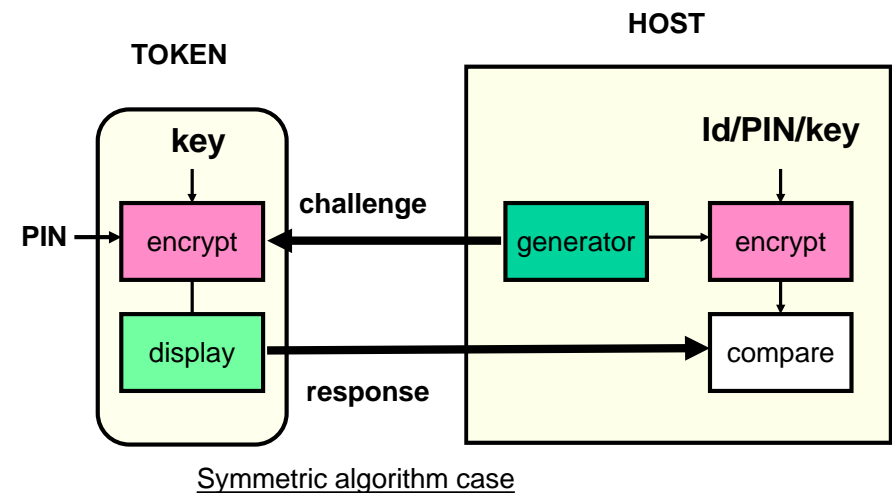 HOST
TOKEN
key
Id/PIN/key
challenge
PIN
encrypt
generator
encrypt
display
compare
response
Symmetric algorithm case